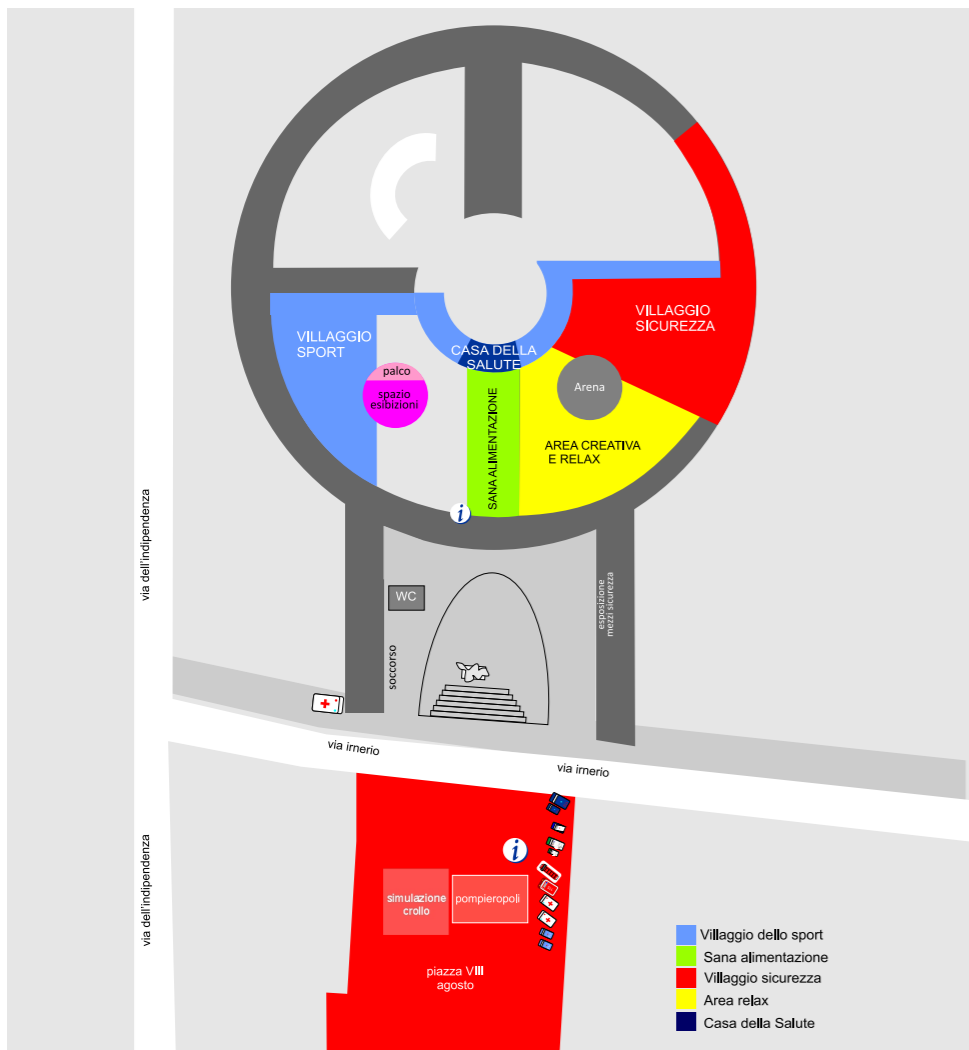 VILLAGGIO
SPORT
CASA DELLA
SALUTE
VILLAGGIO
SICUREZZA
palco
spazio
esibizioni
Arena
SANA ALIMENTAZIONE
AREA CREATIVA
E RELAX
i
via dell'indipendenza
WC
soccorso
esposizione
mezzi sicurezza
via irnerio
via irnerio
via dell'indipendenza
i
simulazione
crollo
pompieropoli
piazza VIII
agosto
Villaggio dello sport
Sana alimentazione
Villaggio sicurezza
Area relax
Casa della Salute